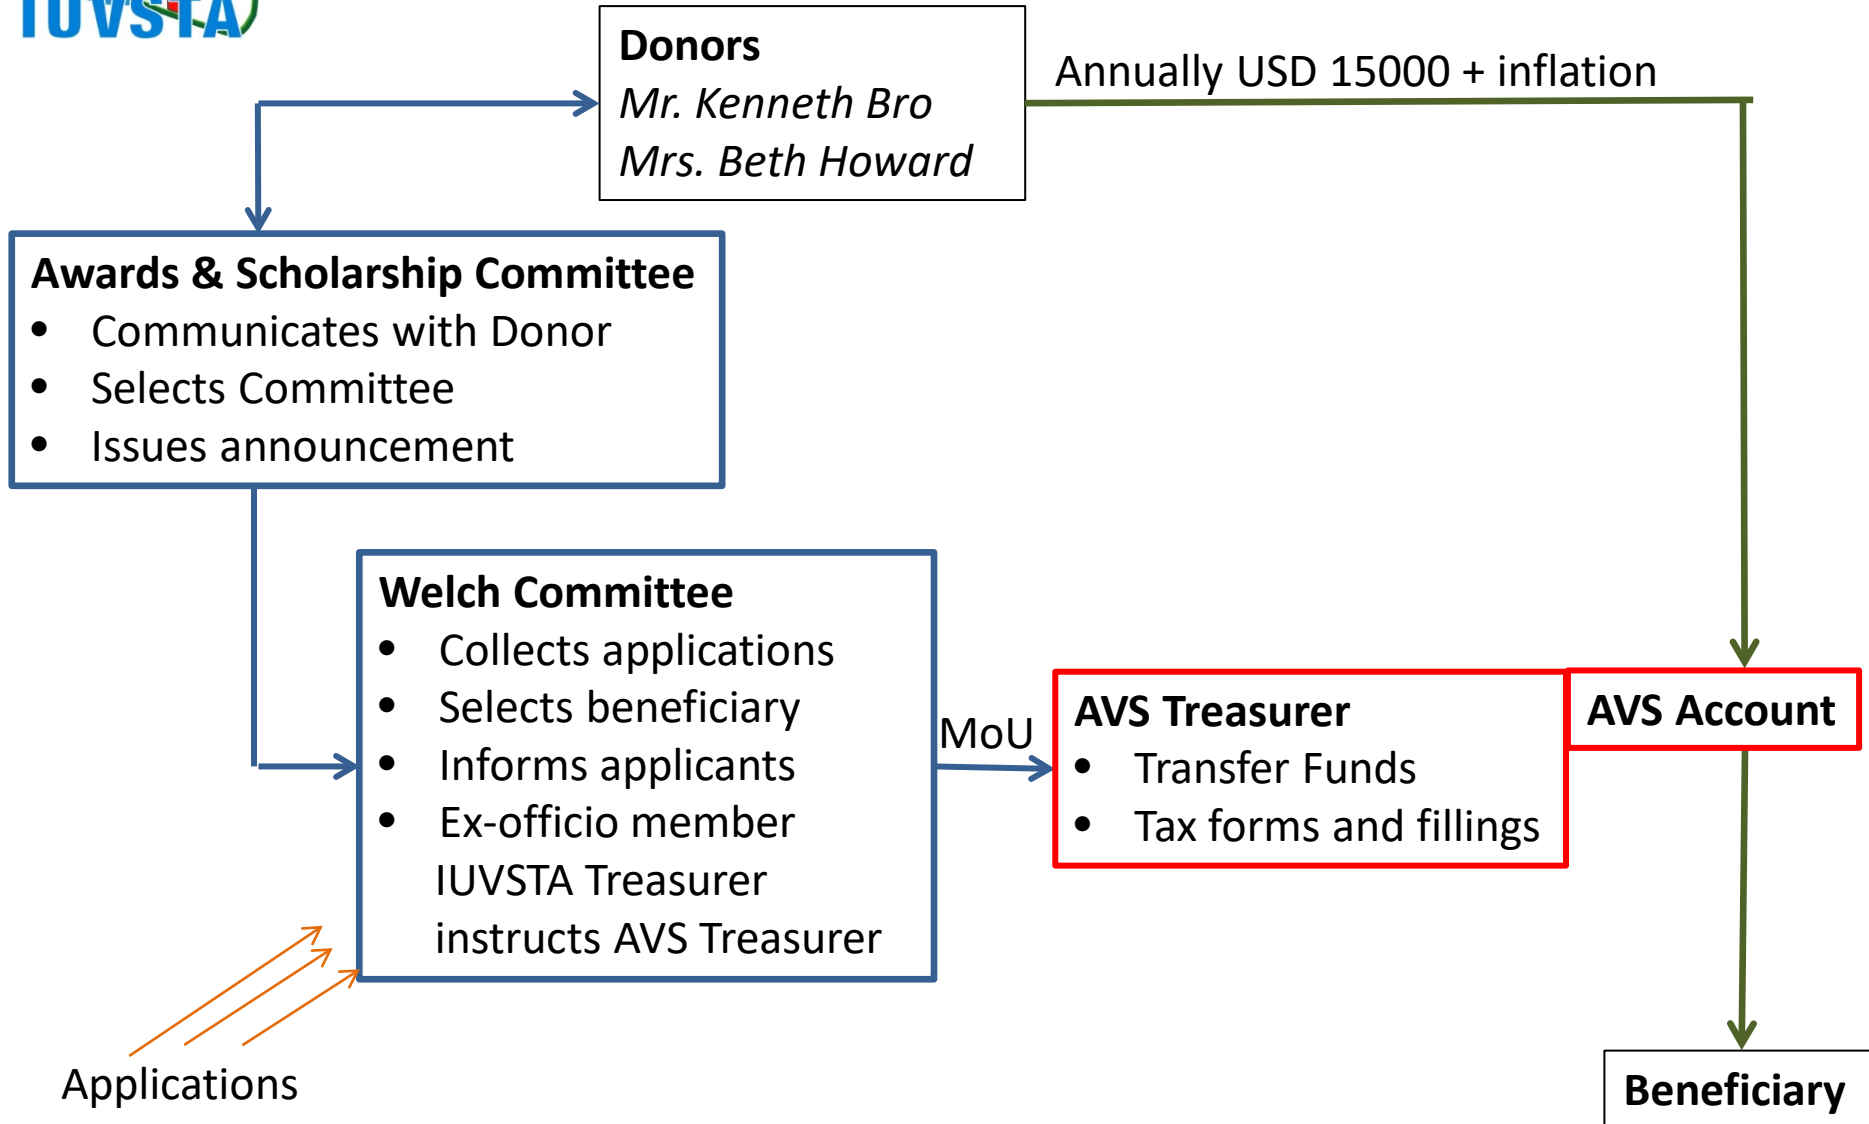 IUVSTA
Donors
Mr. Kenneth Bro
Mrs. Beth Howard
Annually USD 15000 + inflation
Awards & Scholarship Committee
• Communicates with Donor
• Selects Committee
• Issues announcement
Welch Committee
• Collects applications
• Selects beneficiary
• Informs applicants
• Ex-officio member
IUVSTA Treasurer
instructs AVS Treasurer
MoU
AVS Treasurer
• Transfer Funds
• Tax forms and fillings
AVS Account
Applications
Beneficiary